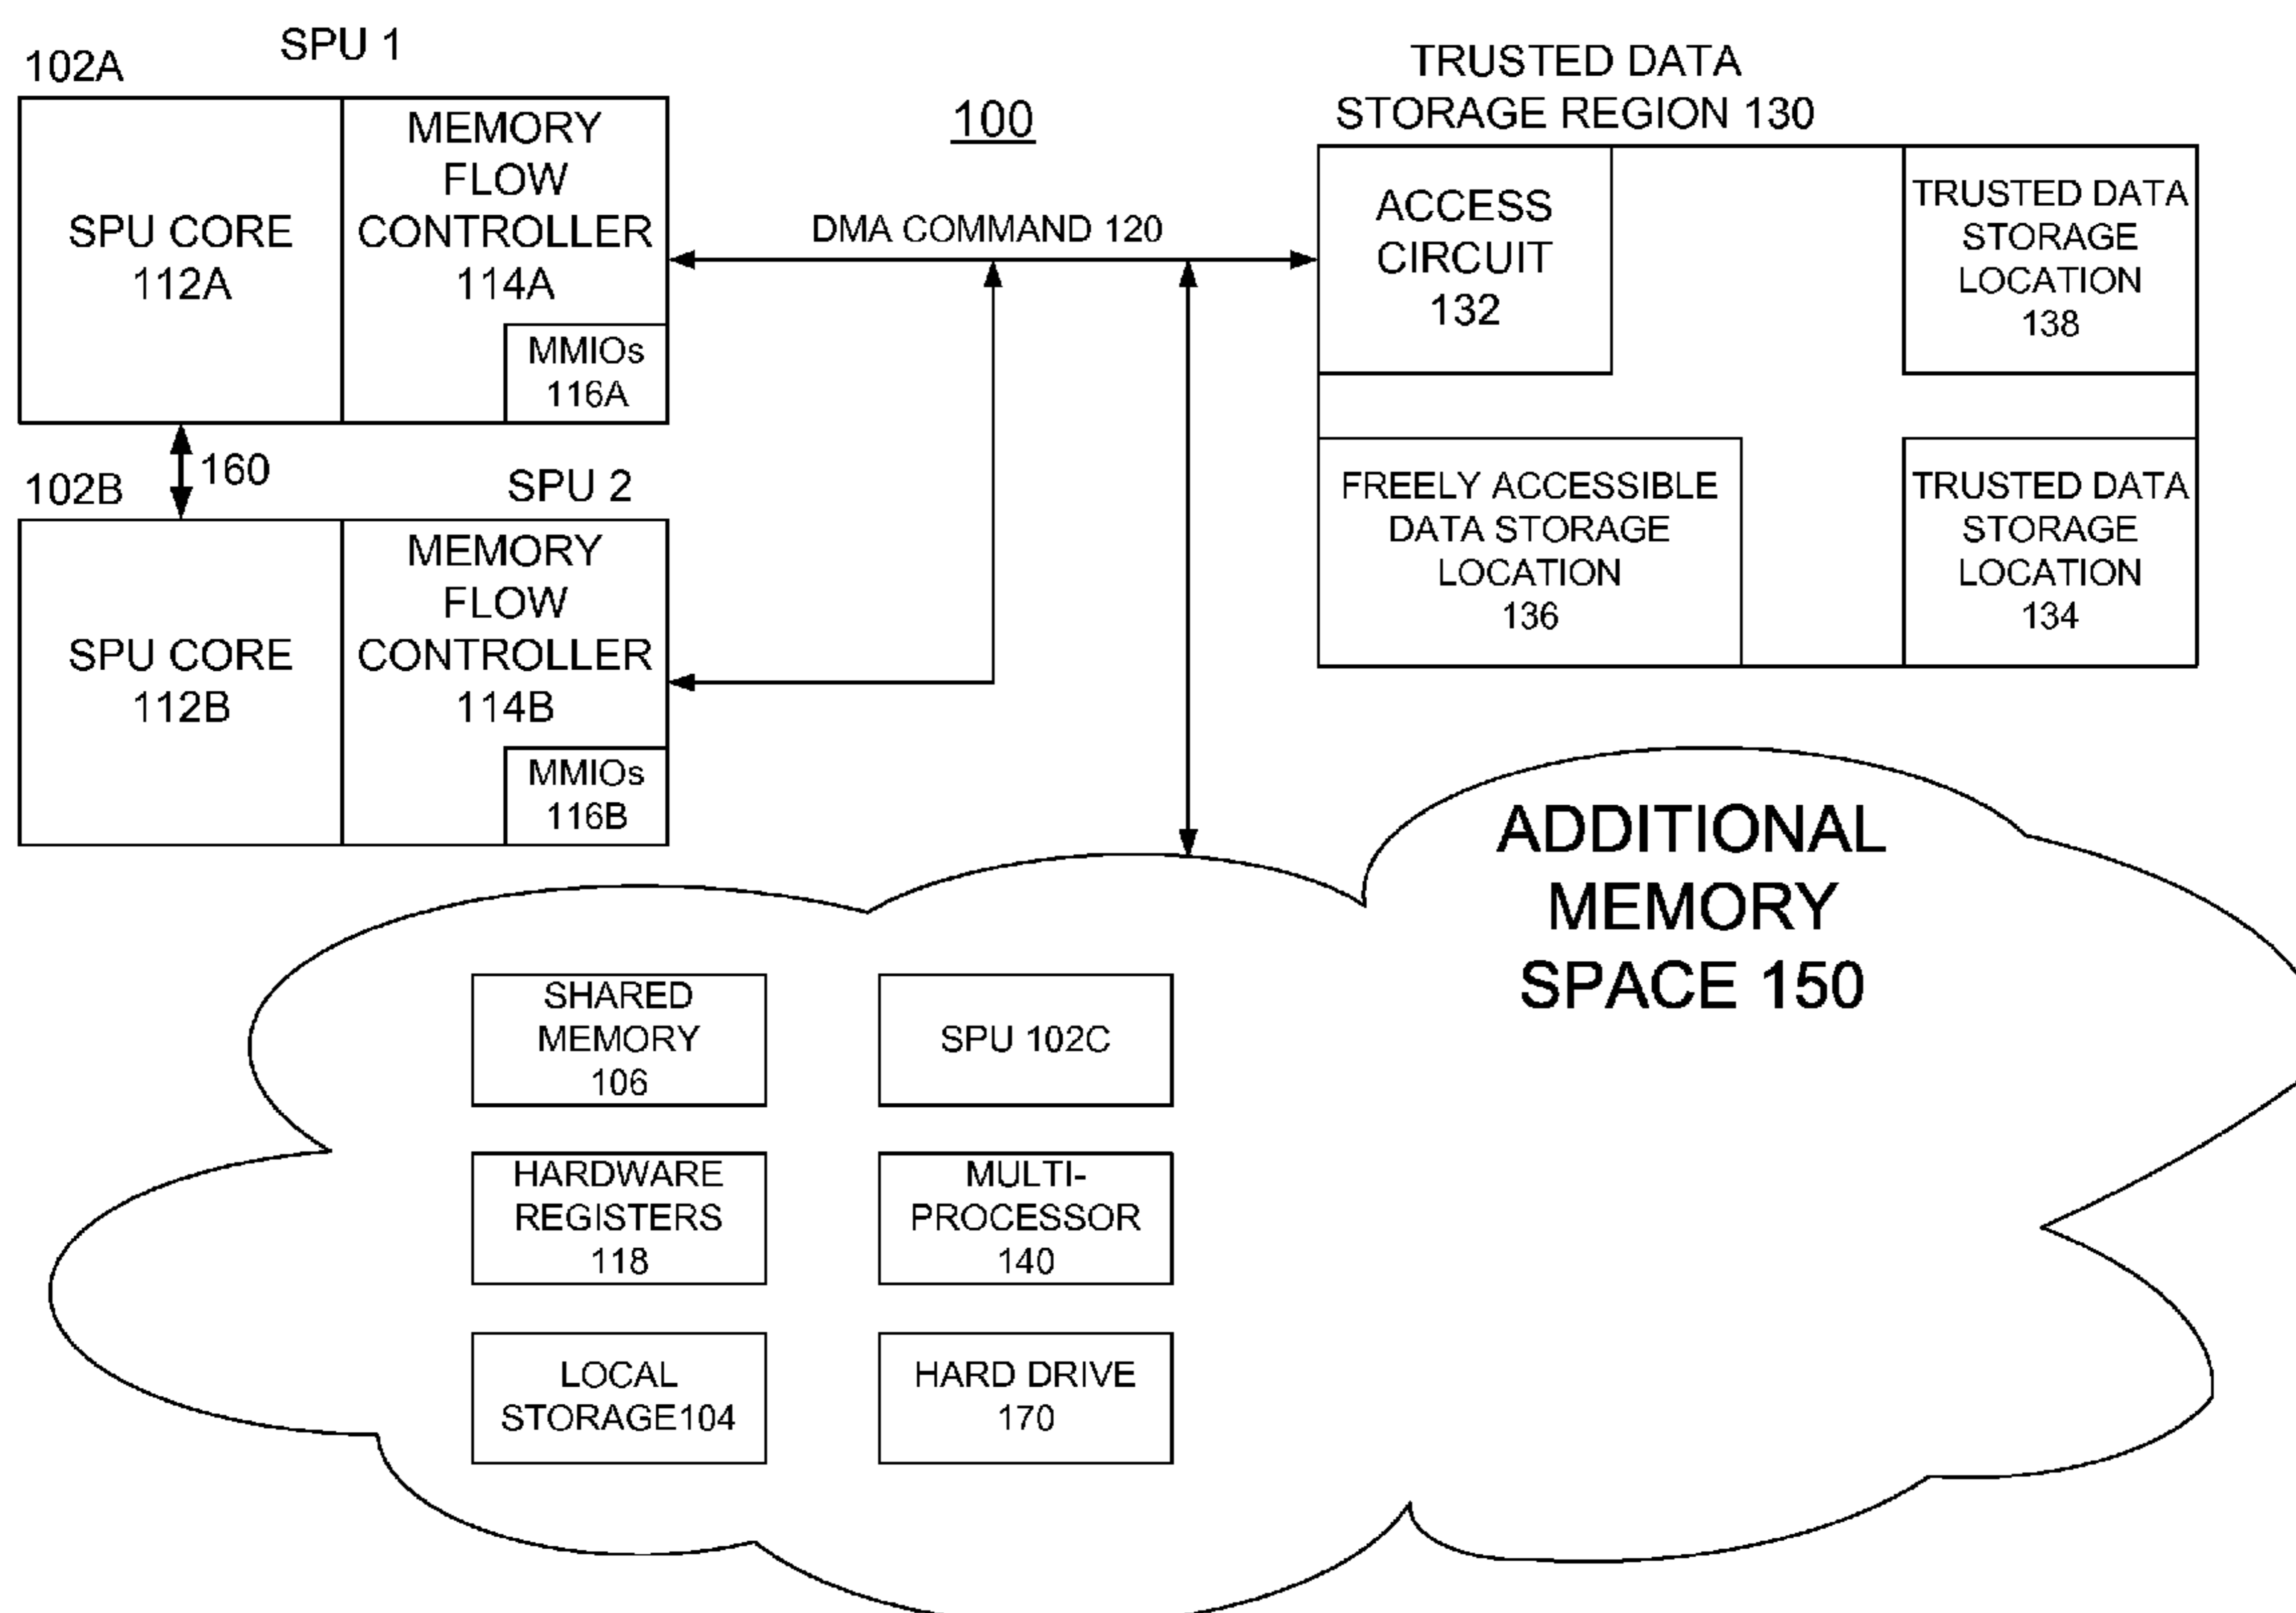 SPU 1
102A
SPU CORE
112A
MEMORY
FLOW
CONTROLLER
114A
MMIOs
116A
160
102B
SPU 2
SPU CORE
112B
MEMORY
FLOW
CONTROLLER
114B
MMIOs
116B
100
DMA COMMAND 120
TRUSTED DATA
STORAGE REGION 130
ACCESS
CIRCUIT
132
TRUSTED DATA
STORAGE
LOCATION
138
FREELY ACCESSIBLE
DATA STORAGE
LOCATION
136
TRUSTED DATA
STORAGE
LOCATION
134
ADDITIONAL
MEMORY
SPACE 150
SHARED
MEMORY
106
SPU 102C
HARDWARE
REGISTERS
118
MULTI-
PROCESSOR
140
LOCAL
STORAGE104
HARD DRIVE
170